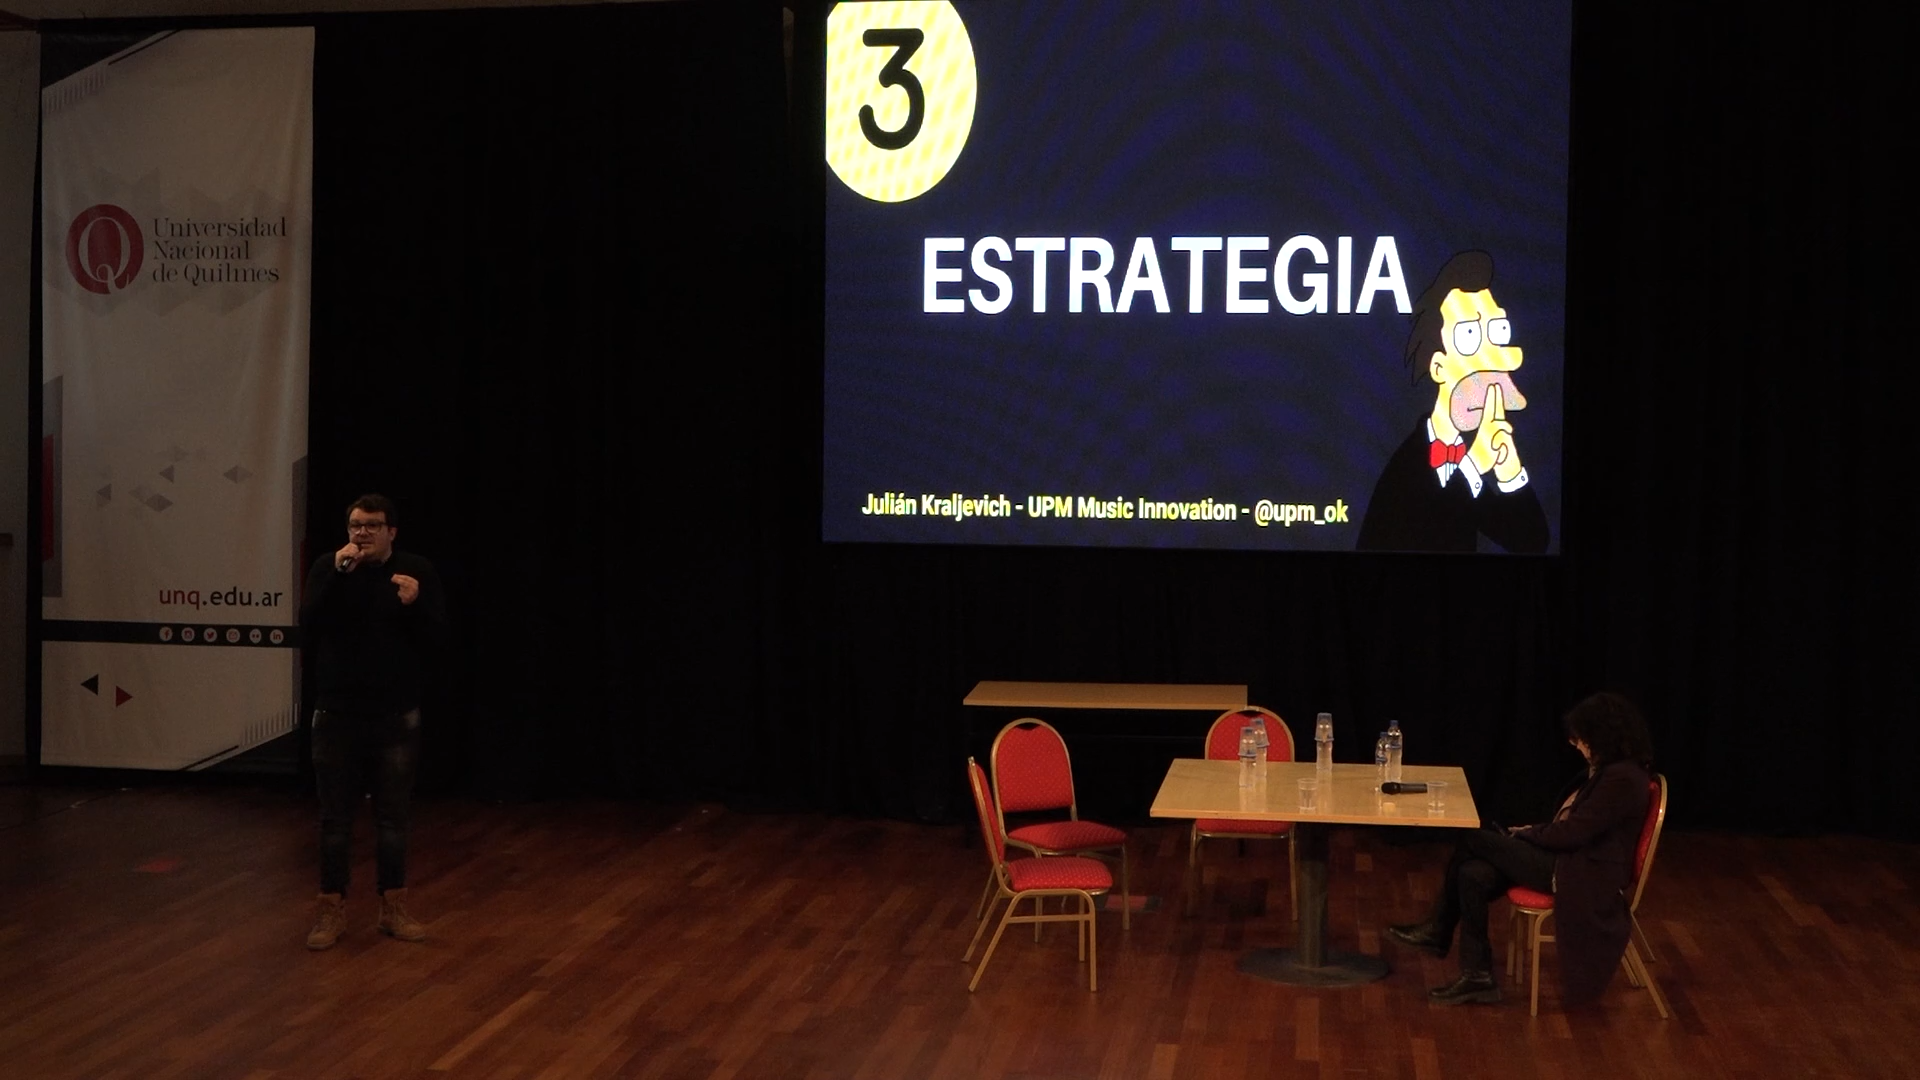 3
ESTRATEGIA
Julián Kraljevich - UPM Music Innovation - @upm_ok
Universidad
Nacional
de Quilmes
unq.edu.ar